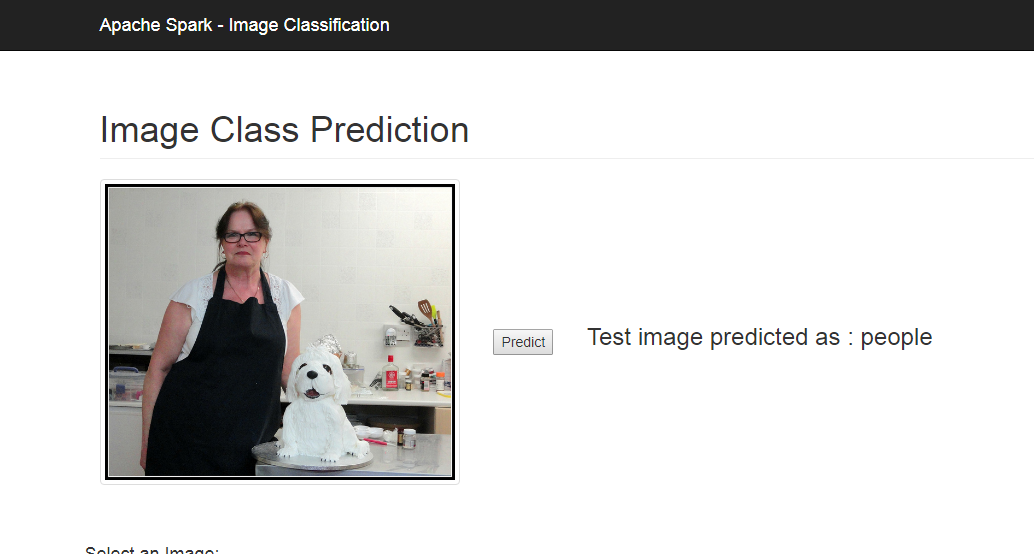 Apache Spark - Image Classification
Image Class Prediction
Predict
Test image predicted as : people
Select an Image: